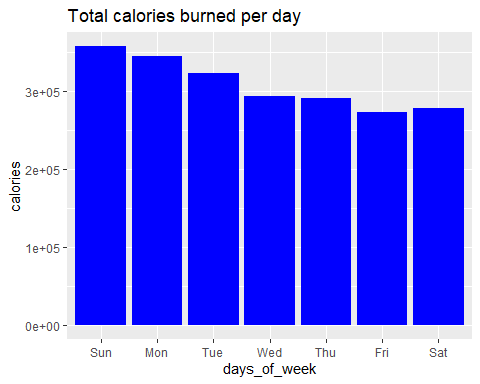 Total calories burned per day
calories
3e+05
2e+05
1e+05
0e+00
Sun Mon Tue Wed Thu Fri Sat
days_of_week